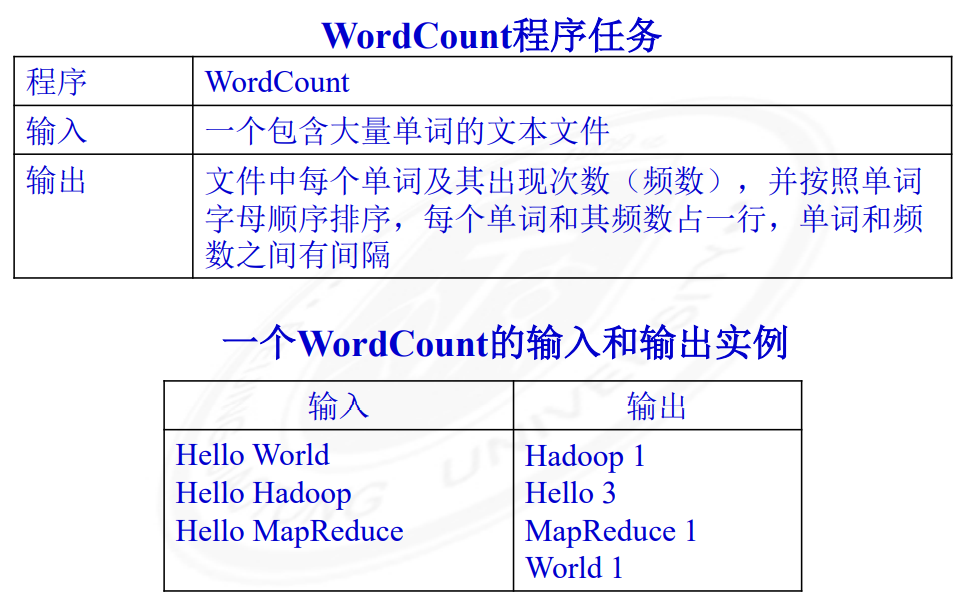 WordCount程序任务
程序
WordCount
输入
一个包含大量单词的文本文件
输出
文件中每个单词及其出现次数（频数），并按照单词
字母顺序排序，每个单词和其频数占一行，单词和频
数之间有间隔
一个WordCount的输入和输出实例
输入
输出
Hello World
Hello Hadoop
Hello MapReduce
Hadoop 1
Hello 3
MapReduce 1
World 1